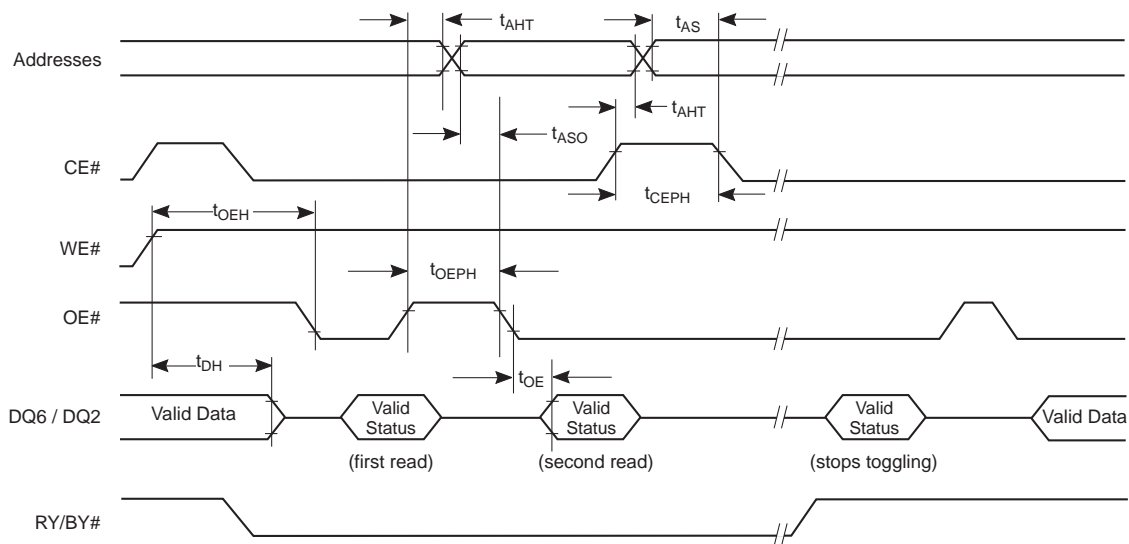 tAHT
tAS
Addresses
tAHT
tASO
CE#
tCEPH
tOEH
WE#
tOEPH
OE#
tDH
tOE
DQ6 / DQ2
Valid Data
Valid
Status
Valid
Status
Valid
Status
Valid Data
(first read)
(second read)
(stops toggling)
RY/BY#